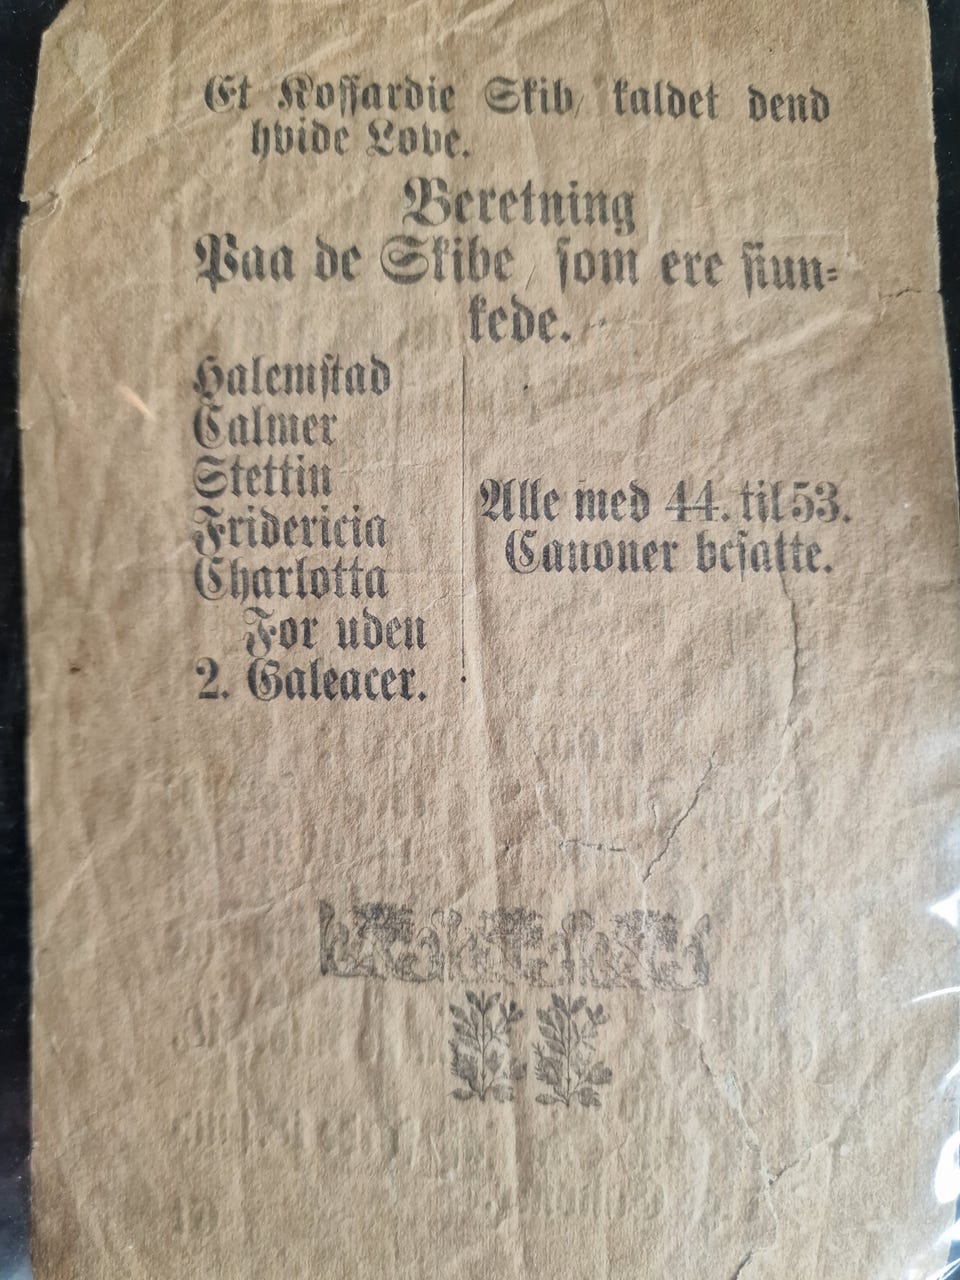 Et Koffardie Skib/ kaldet dend
hvide Løve.
Beretning
Paa de Skibe/ som ere siun-
kede.
Halemstad
Calmer
Stettin
Fridericia
Charlotta
For uden
2. Galeacer.
Alle med 44. til 53.
Canoner besatte.